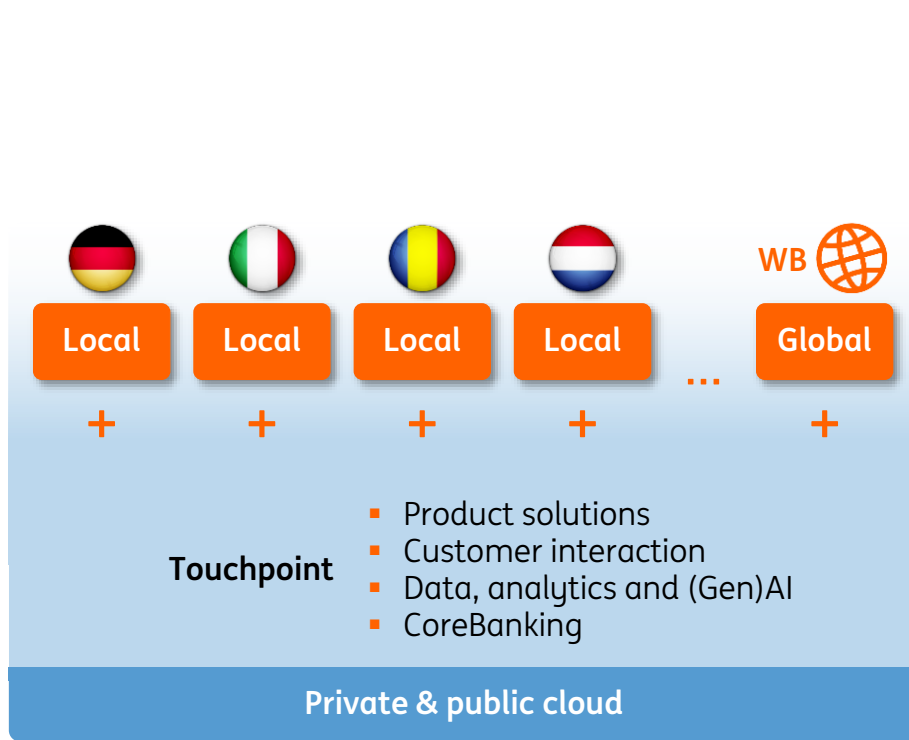 WB
Local Local Local Local ... Global
+ + + + +
Product solutions
Customer interaction
Touchpoint
Data, analytics and (Gen)AI
CoreBanking
Private & public cloud